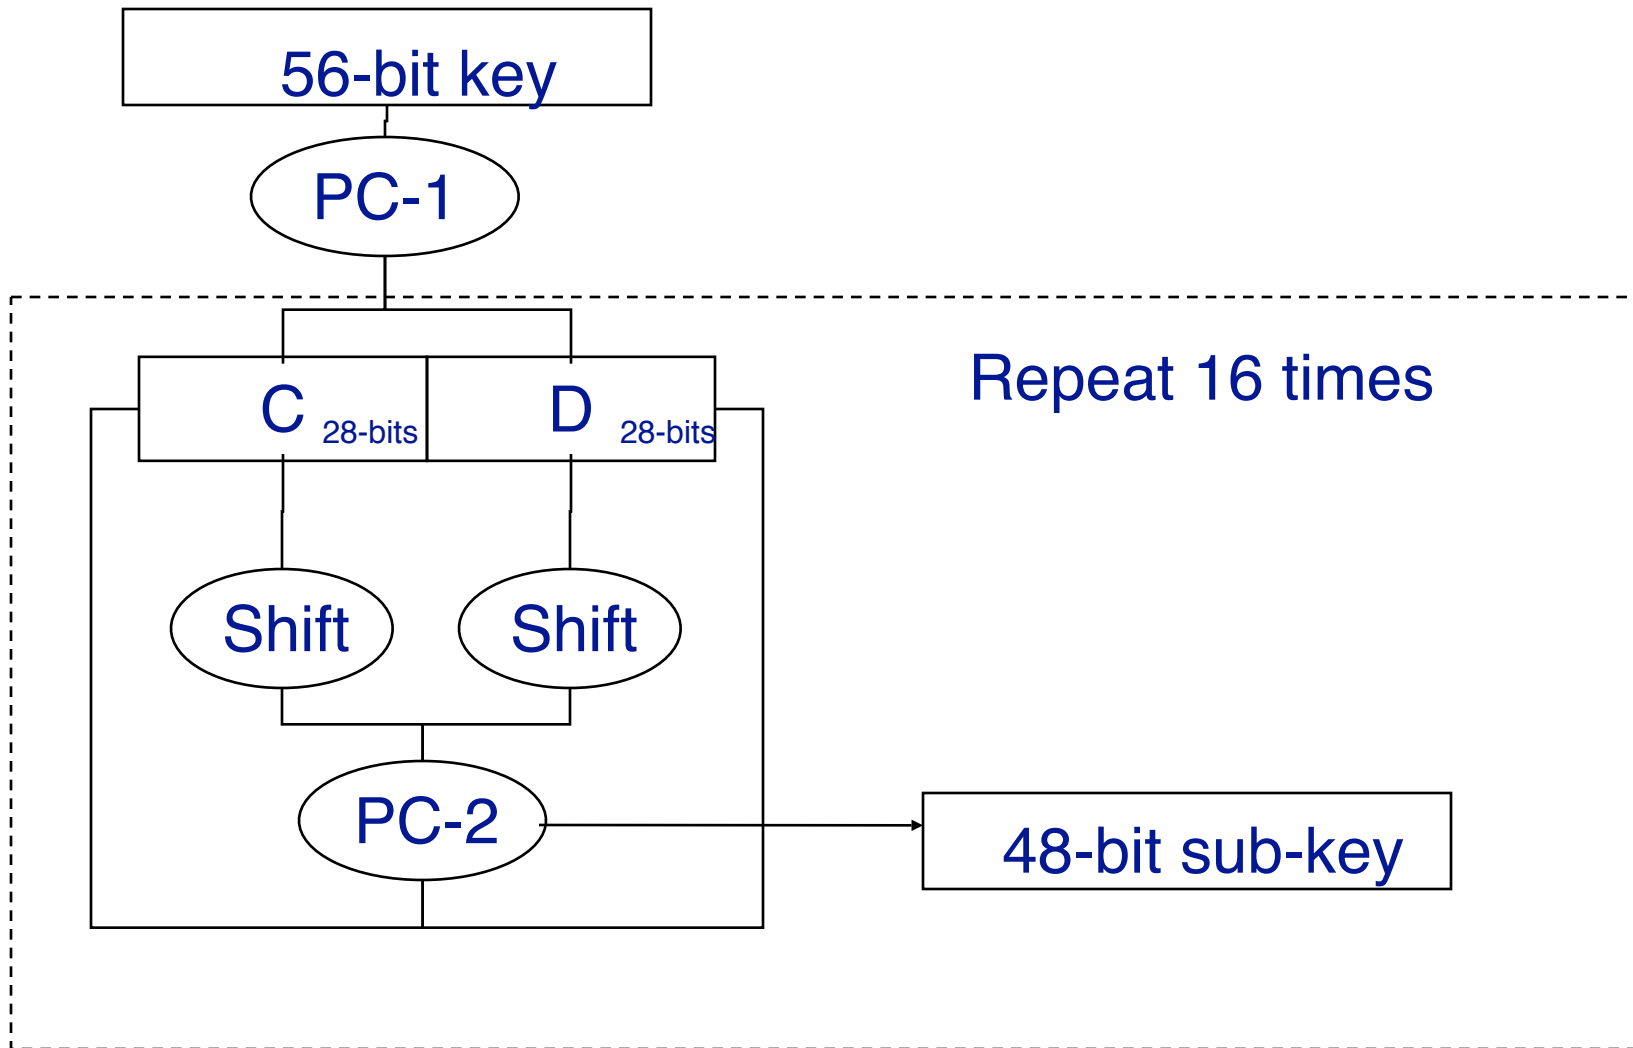 56-bit key
PC-1
Repeat 16 times
C 28-bits D 28-bits
Shift Shift
PC-2
48-bit sub-key